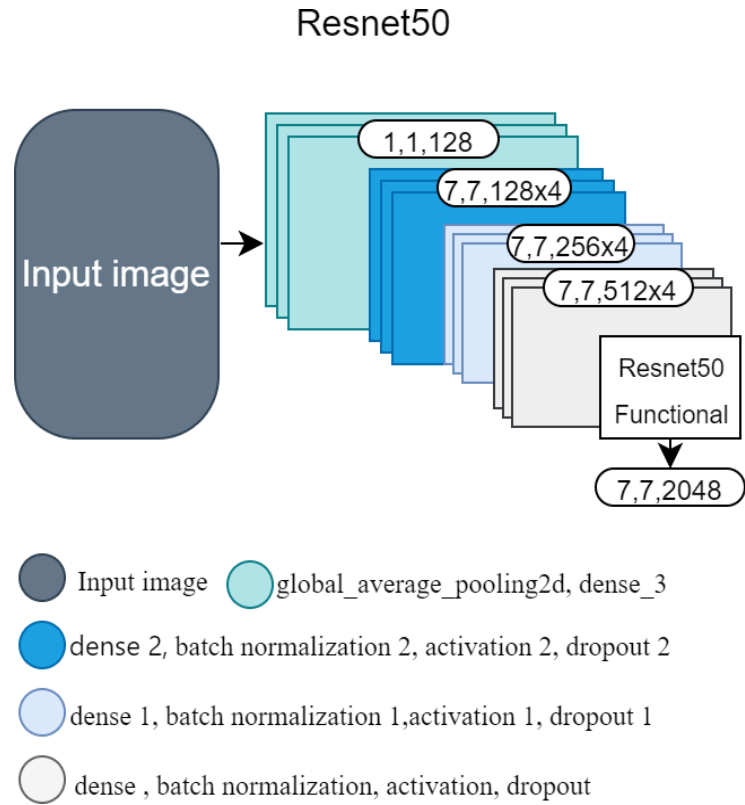 Resnet50
1,1,128
7,7,128x4
7,7,256x4
Input image
7,7,512x4
Resnet50
Functional
7,7,2048
Input image
global_average_pooling2d, dense_3
dense 2, batch normalization 2, activation 2, dropout 2
dense 1, batch normalization 1,activation 1, dropout 1
dense , batch normalization, activation, dropout